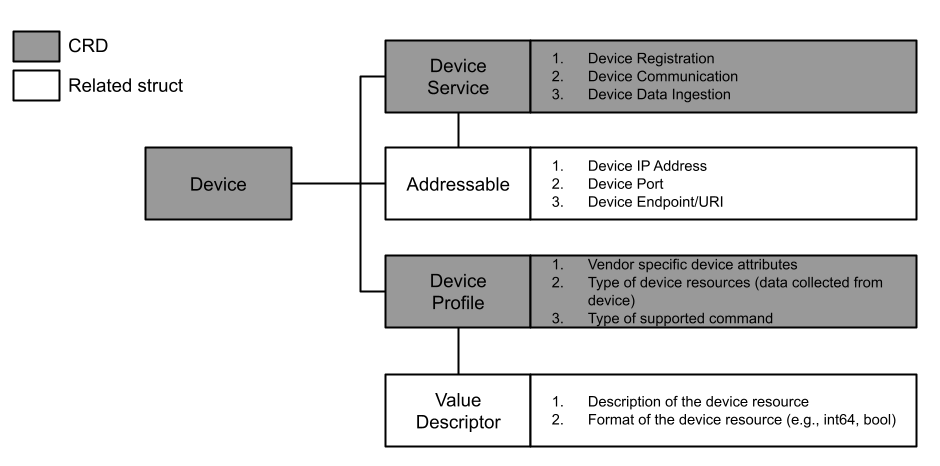 CRD
Related struct
Device
Device
Service
1. Device Registration
2. Device Communication
3. Device Data Ingestion
Addressable
1. Device IP Address
2. Device Port
3. Device Endpoint/URI
Device
Profile
1. Vendor specific device attributes
2. Type of device resources (data collected from
device)
3. Type of supported command
Value
Descriptor
1. Description of the device resource
2. Format of the device resource (e.g., int64, bool)